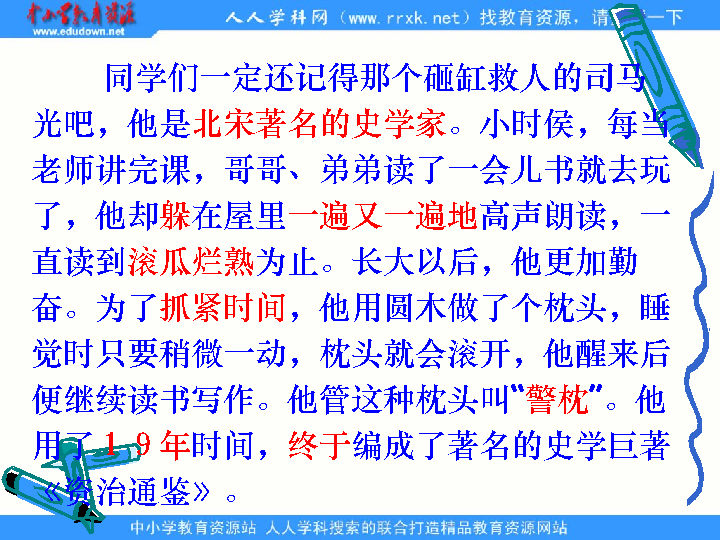 中小学教育资源站
www.edudown.net
人人学科网（www.rrxk.net）找教育资源，请 一下
同学们一定还记得那个砸缸救人的司马
光吧，他是北宋著名的史学家。小时侯，每当
老师讲完课，哥哥、弟弟读了一会儿书就去玩
了，他却躲在屋里一遍又一遍地高声朗读，一
直读到滚瓜烂熟为止。长大以后，他更加勤
奋。为了抓紧时间，他用圆木做了个枕头，睡
觉时只要稍微一动，枕头就会滚开，他醒来后
便继续读书写作。他管这种枕头叫“警枕”。他
用了１９年时间，终于编成了著名的史学巨著
《资治通鉴》。
中小学教育资源站 人人学科搜索的联合打造精品教育资源网站